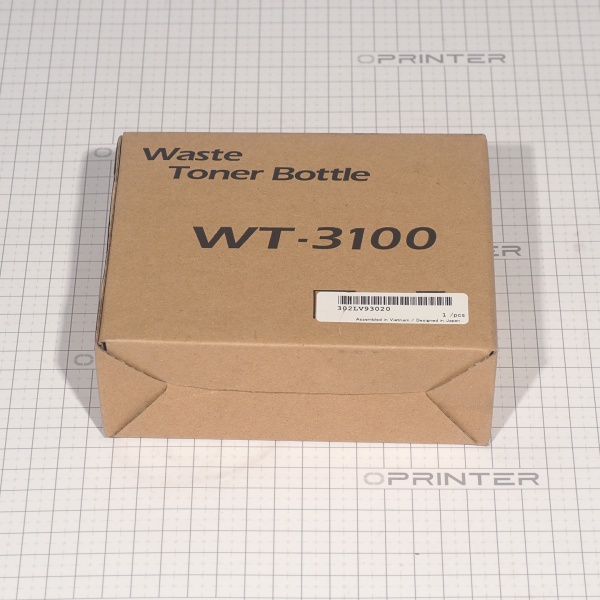 OPRINTER
Waste
Toner Bottle
WT-3100
302LV93020
1 /pcs
Assembled in Vietnam / Designed in Japan
OPRINTER